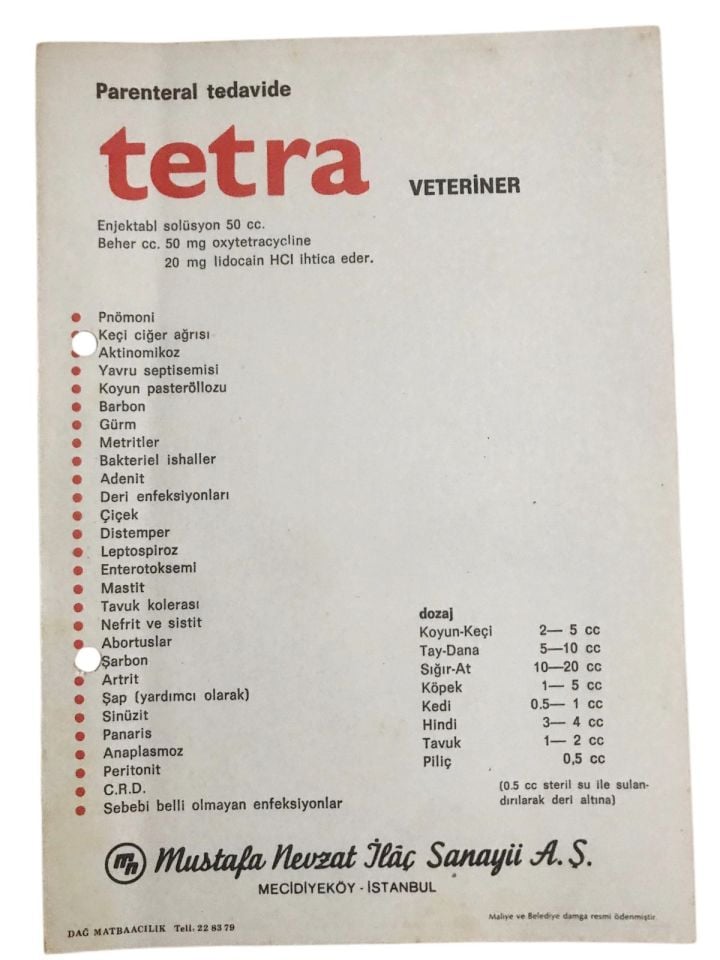 Parenteral tedavide
tetra VETERİNER
Enjektabl solüsyon 50 cc.
Beher cc. 50 mg oxytetracycline
20 mg lidocain HCl ihtica eder.
Pnömoni
Keçi ciğer ağrısı
Aktinomikoz
Yavru septisemisi
Koyun pasteröllozu
Barbon
Gürm
Metritler
Bakteriel ishaller
Adenit
Deri enfeksiyonları
Çiçek
Distemper
Leptospiroz
Enterotoksemi
Mastit
Tavuk kolerası
Nefrit ve sistit
Abortuslar
Şarbon
Artrit
Şap (yardımcı olarak)
Sinüzit
Panaris
Anaplasmoz
Peritonit
C.R.D.
Sebebi belli olmayan enfeksiyonlar
dozaj
Koyun-Keçi 2— 5 cc
Tay-Dana 5—10 cc
Sığır-At 10—20 cc
Köpek 1— 5 cc
Kedi 0.5— 1 cc
Hindi 3— 4 cc
Tavuk 1— 2 cc
Piliç 0,5 cc
(0.5 cc steril su ile sulan-
dırılarak deri altına)
mn Mustafa Nevzat İlâç Sanayii A.Ş.
MECİDİYEKÖY - İSTANBUL
Maliye ve Belediye damga resmi ödenmiştir.
DAĞ MATBAACILIK Tell. 22 83 79